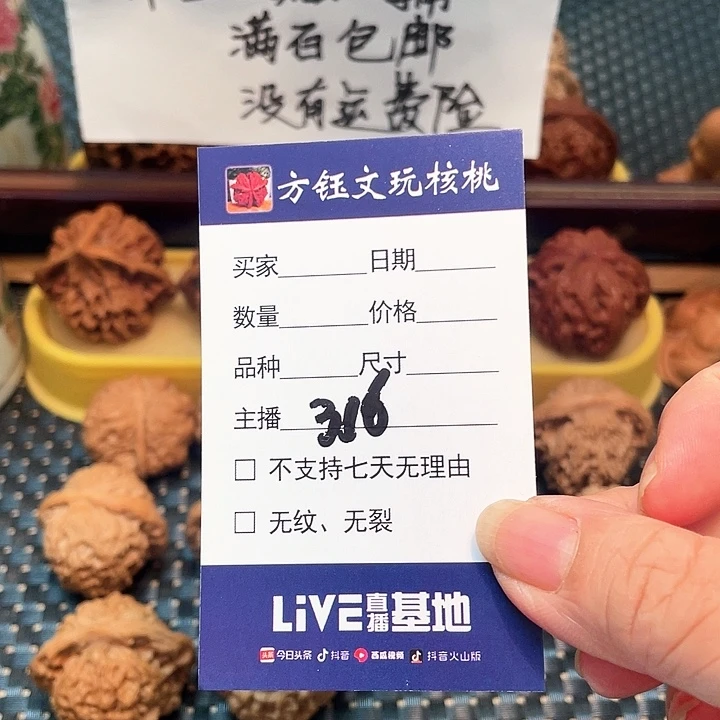 满百包邮
没有运费险
方钰文玩核桃
买家 日期
数量 价格
品种 尺寸
主播 316
□ 不支持七天无理由
□ 无纹、无裂
LiVE直播基地
头条 今日头条 抖音 西瓜视频 抖音火山版